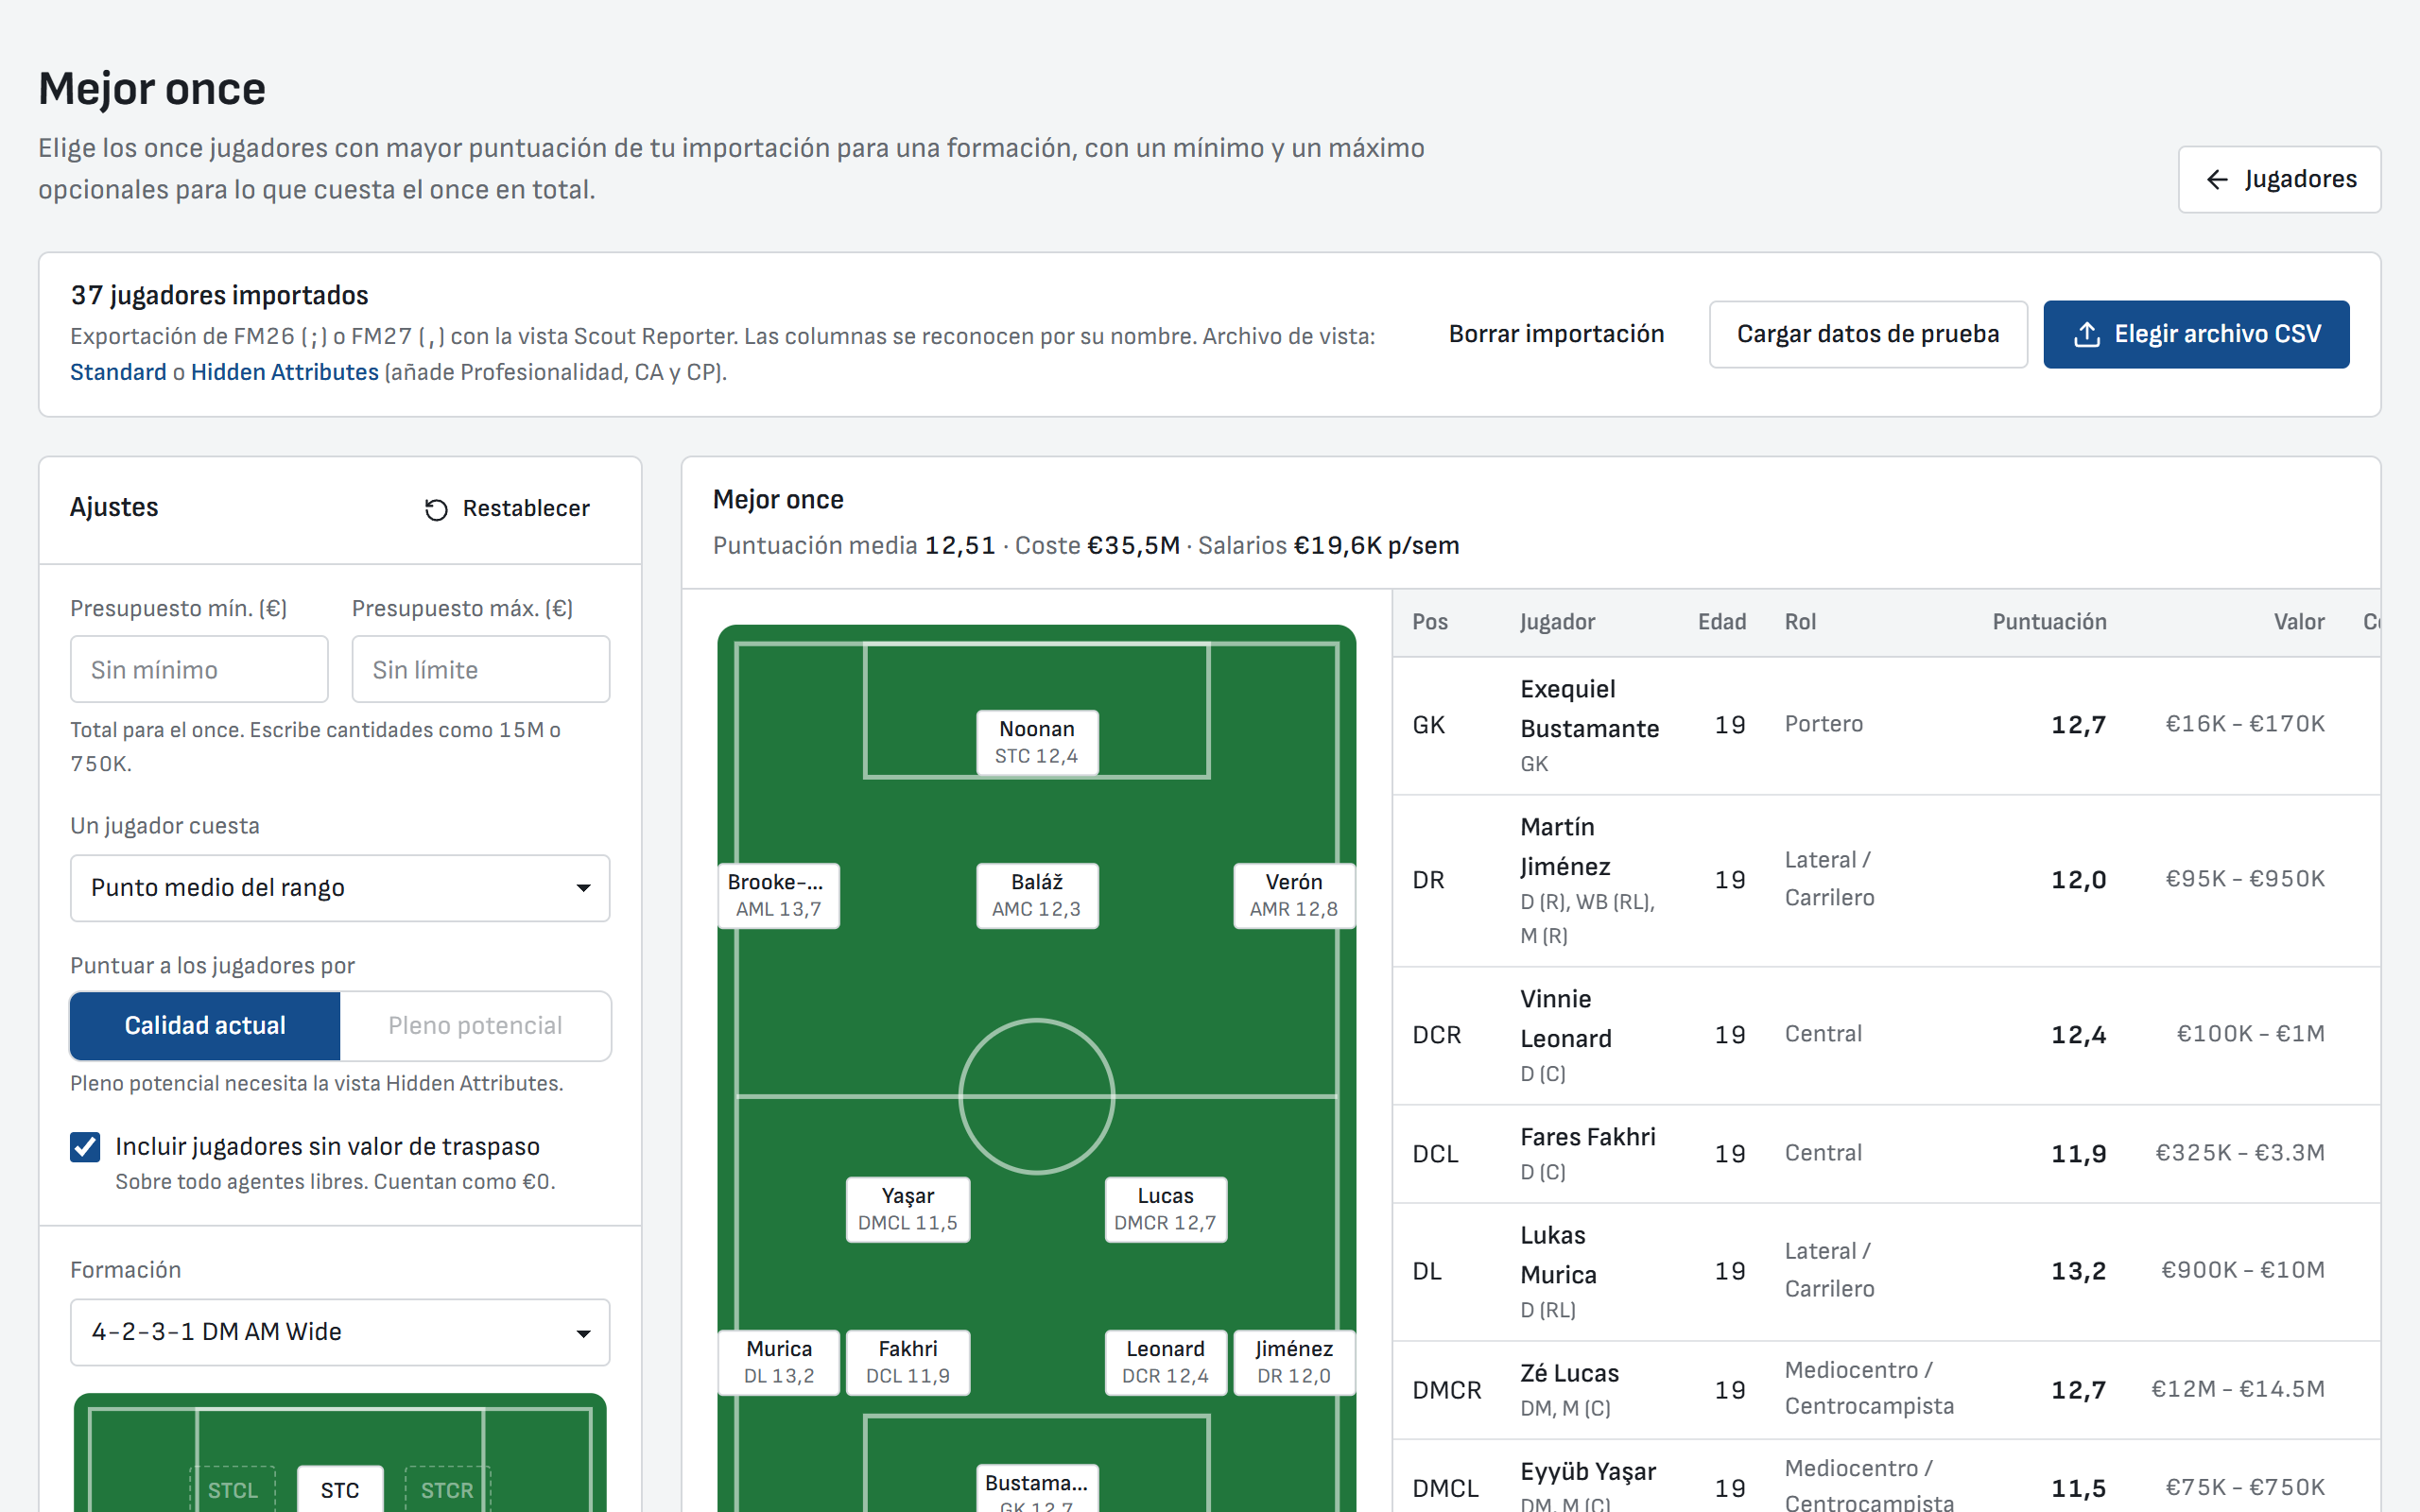 Mejor once
Elige los once jugadores con mayor puntuación de tu importación para una formación, con un mínimo y un máximo
opcionales para lo que cuesta el once en total.
← Jugadores
37 jugadores importados
Exportación de FM26 (;) o FM27 (,) con la vista Scout Reporter. Las columnas se reconocen por su nombre. Archivo de vista:
Standard o Hidden Attributes (añade Profesionalidad, CA y CP).
Borrar importación
Cargar datos de prueba
Elegir archivo CSV
Ajustes
Restablecer
Presupuesto mín. (€)
Presupuesto máx. (€)
Sin mínimo
Sin límite
Total para el once. Escribe cantidades como 15M o
750K.
Un jugador cuesta
Punto medio del rango
Puntuar a los jugadores por
Calidad actual
Pleno potencial
Pleno potencial necesita la vista Hidden Attributes.
Incluir jugadores sin valor de traspaso
Sobre todo agentes libres. Cuentan como €0.
Formación
4-2-3-1 DM AM Wide
STCL
STC
STCR
Mejor once
Puntuación media 12,51 · Coste €35,5M · Salarios €19,6K p/sem
Noonan
STC 12,4
Brooke-...
AML 13,7
Baláž
AMC 12,3
Verón
AMR 12,8
Yaşar
DMCL 11,5
Lucas
DMCR 12,7
Murica
DL 13,2
Fakhri
DCL 11,9
Leonard
DCR 12,4
Jiménez
DR 12,0
Bustama...
GK 12,7
Pos Jugador Edad Rol Puntuación Valor
GK
Exequiel
Bustamante
GK
19
Portero
12,7
€16K - €170K
DR
Martín
Jiménez
D (R), WB (RL),
M (R)
19
Lateral /
Carrilero
12,0
€95K - €950K
DCR
Vinnie
Leonard
D (C)
19
Central
12,4
€100K - €1M
DCL
Fares Fakhri
D (C)
19
Central
11,9
€325K - €3.3M
DL
Lukas
Murica
D (RL)
19
Lateral /
Carrilero
13,2
€900K - €10M
DMCR
Zé Lucas
DM, M (C)
19
Mediocentro /
Centrocampista
12,7
€12M - €14.5M
DMCL
Eyyüb Yaşar
DM, M (C)
19
Mediocentro /
Centrocampista
11,5
€75K - €750K